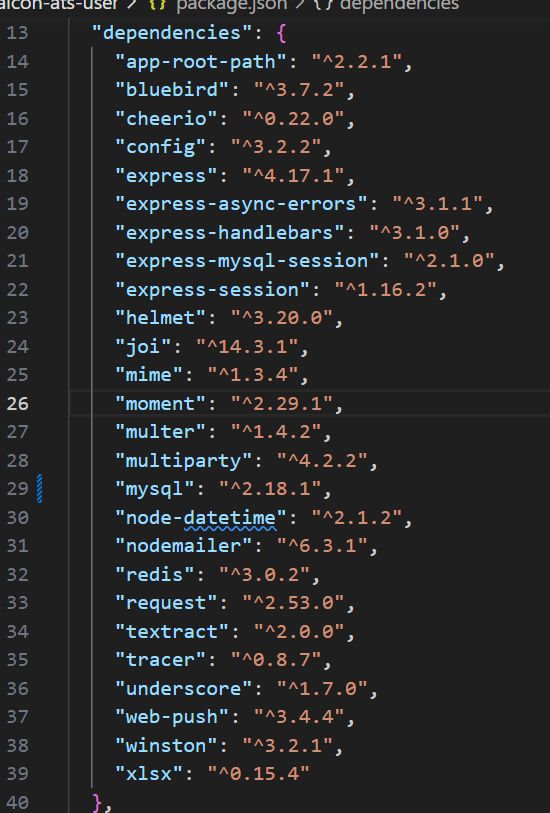 alcon-ats-user > {} package.json > {} dependencies
13 "dependencies": {
14 "app-root-path": "^2.2.1",
15 "bluebird": "^3.7.2",
16 "cheerio": "^0.22.0",
17 "config": "^3.2.2",
18 "express": "^4.17.1",
19 "express-async-errors": "^3.1.1",
20 "express-handlebars": "^3.1.0",
21 "express-mysql-session": "^2.1.0",
22 "express-session": "^1.16.2",
23 "helmet": "^3.20.0",
24 "joi": "^14.3.1",
25 "mime": "^1.3.4",
26 "moment": "^2.29.1",
27 "multer": "^1.4.2",
28 "multiparty": "^4.2.2",
29 "mysql": "^2.18.1",
30 "node-datetime": "^2.1.2",
31 "nodemailer": "^6.3.1",
32 "redis": "^3.0.2",
33 "request": "^2.53.0",
34 "textract": "^2.0.0",
35 "tracer": "^0.8.7",
36 "underscore": "^1.7.0",
37 "web-push": "^3.4.4",
38 "winston": "^3.2.1",
39 "xlsx": "^0.15.4"
40 },